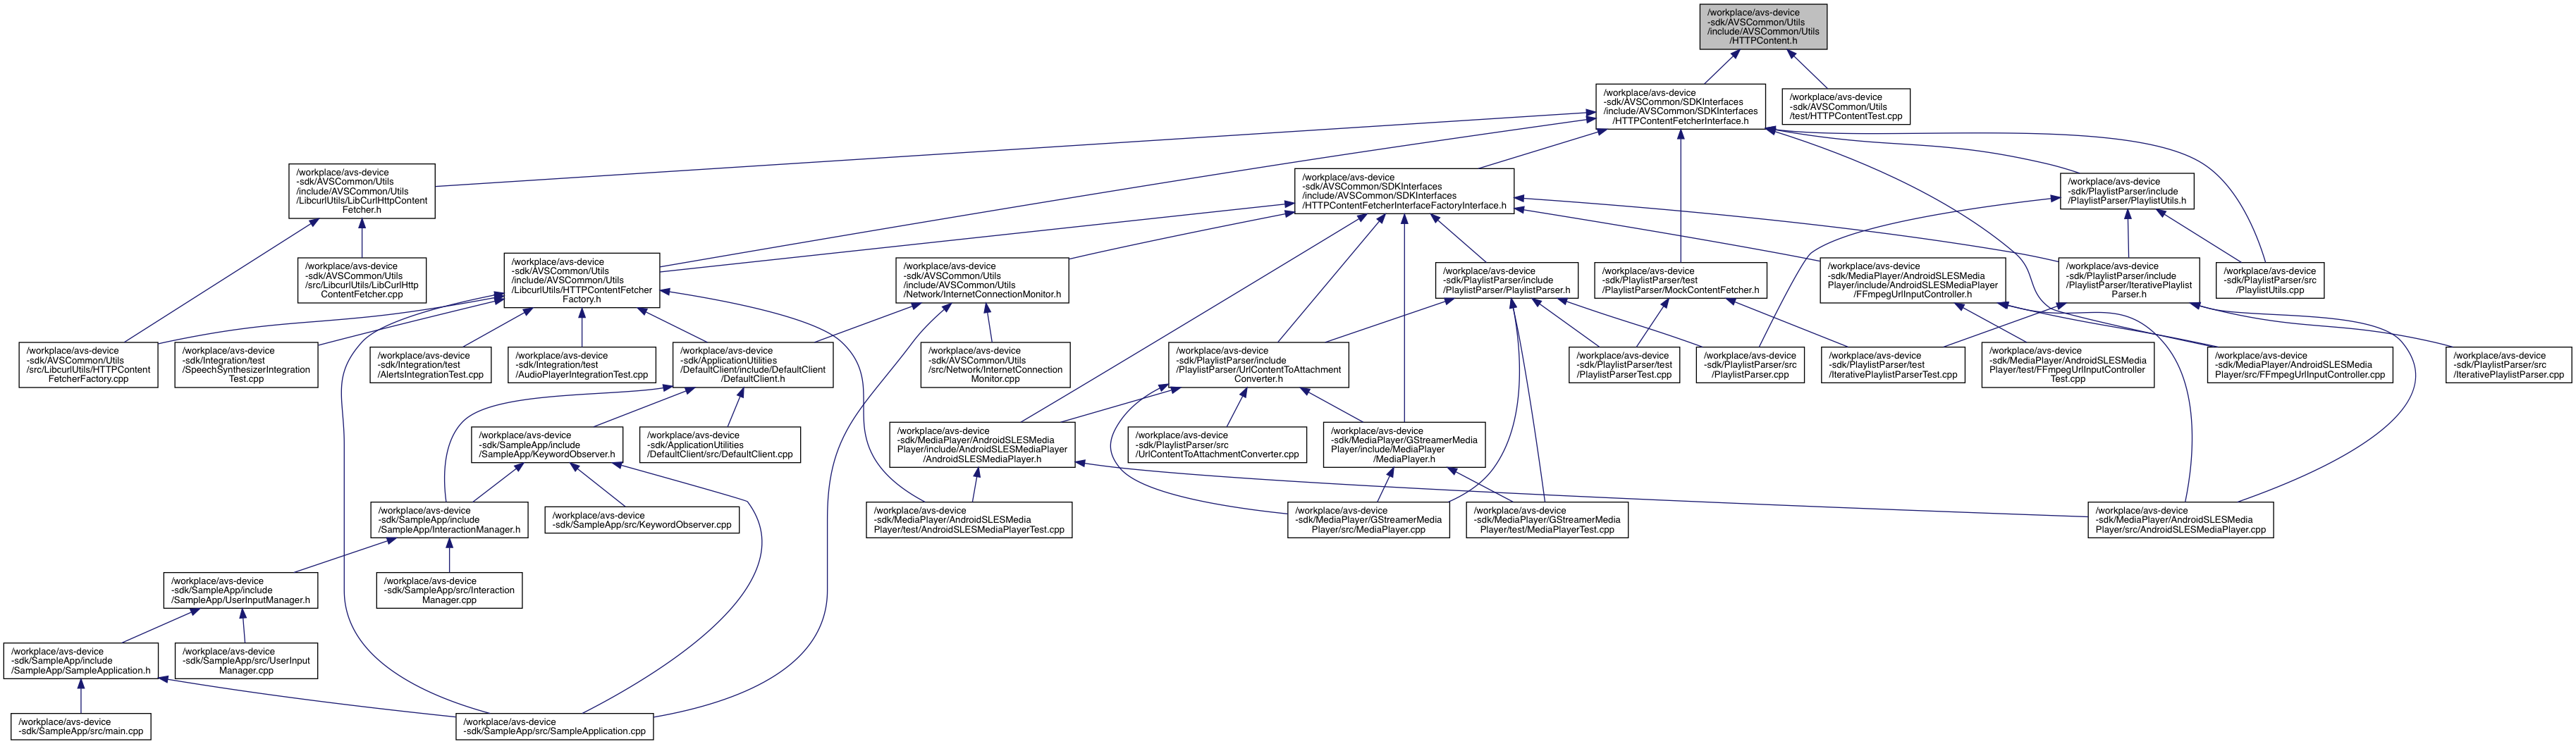 /workplace/avs-device
-sdk/AVSCommon/Utils
/include/AVSCommon/Utils
/HTTPContent.h
/workplace/avs-device
-sdk/AVSCommon/SDKInterfaces
/include/AVSCommon/SDKInterfaces
/HTTPContentFetcherInterface.h
/workplace/avs-device
-sdk/AVSCommon/Utils
/test/HTTPContentTest.cpp
/workplace/avs-device
-sdk/AVSCommon/Utils
/include/AVSCommon/Utils
/LibcurlUtils/LibCurlHttpContent
Fetcher.h
/workplace/avs-device
-sdk/AVSCommon/SDKInterfaces
/include/AVSCommon/SDKInterfaces
/HTTPContentFetcherInterfaceFactoryInterface.h
/workplace/avs-device
-sdk/PlaylistParser/include
/PlaylistParser/PlaylistUtils.h
/workplace/avs-device
-sdk/AVSCommon/Utils
/src/LibcurlUtils/LibCurlHttp
ContentFetcher.cpp
/workplace/avs-device
-sdk/AVSCommon/Utils
/include/AVSCommon/Utils
/LibcurlUtils/HTTPContentFetcher
Factory.h
/workplace/avs-device
-sdk/AVSCommon/Utils
/include/AVSCommon/Utils
/Network/InternetConnectionMonitor.h
/workplace/avs-device
-sdk/PlaylistParser/include
/PlaylistParser/PlaylistParser.h
/workplace/avs-device
-sdk/PlaylistParser/test
/PlaylistParser/MockContentFetcher.h
/workplace/avs-device
-sdk/MediaPlayer/AndroidSLESMedia
Player/include/AndroidSLESMediaPlayer
/FFmpegUrlInputController.h
/workplace/avs-device
-sdk/PlaylistParser/include
/PlaylistParser/IterativePlaylist
Parser.h
/workplace/avs-device
-sdk/PlaylistParser/src
/PlaylistUtils.cpp
/workplace/avs-device
-sdk/AVSCommon/Utils
/src/LibcurlUtils/HTTPContent
FetcherFactory.cpp
/workplace/avs-device
-sdk/Integration/test
/SpeechSynthesizerIntegration
Test.cpp
/workplace/avs-device
-sdk/Integration/test
/AlertsIntegrationTest.cpp
/workplace/avs-device
-sdk/Integration/test
/AudioPlayerIntegrationTest.cpp
/workplace/avs-device
-sdk/ApplicationUtilities
/DefaultClient/include/DefaultClient
/DefaultClient.h
/workplace/avs-device
-sdk/AVSCommon/Utils
/src/Network/InternetConnection
Monitor.cpp
/workplace/avs-device
-sdk/PlaylistParser/include
/PlaylistParser/UrlContentToAttachment
Converter.h
/workplace/avs-device
-sdk/PlaylistParser/test
/PlaylistParserTest.cpp
/workplace/avs-device
-sdk/PlaylistParser/src
/PlaylistParser.cpp
/workplace/avs-device
-sdk/PlaylistParser/test
/IterativePlaylistParserTest.cpp
/workplace/avs-device
-sdk/MediaPlayer/AndroidSLESMedia
Player/test/FFmpegUrlInputController
Test.cpp
/workplace/avs-device
-sdk/MediaPlayer/AndroidSLESMedia
Player/src/FFmpegUrlInputController.cpp
/workplace/avs-device
-sdk/PlaylistParser/src
/IterativePlaylistParser.cpp
/workplace/avs-device
-sdk/SampleApp/include
/SampleApp/KeywordObserver.h
/workplace/avs-device
-sdk/ApplicationUtilities
/DefaultClient/src/DefaultClient.cpp
/workplace/avs-device
-sdk/MediaPlayer/AndroidSLESMedia
Player/include/AndroidSLESMediaPlayer
/AndroidSLESMediaPlayer.h
/workplace/avs-device
-sdk/PlaylistParser/src
/UrlContentToAttachmentConverter.cpp
/workplace/avs-device
-sdk/MediaPlayer/GStreamerMedia
Player/include/MediaPlayer
/MediaPlayer.h
/workplace/avs-device
-sdk/SampleApp/include
/SampleApp/InteractionManager.h
/workplace/avs-device
-sdk/SampleApp/src/KeywordObserver.cpp
/workplace/avs-device
-sdk/MediaPlayer/AndroidSLESMedia
Player/test/AndroidSLESMediaPlayerTest.cpp
/workplace/avs-device
-sdk/MediaPlayer/GStreamerMedia
Player/src/MediaPlayer.cpp
/workplace/avs-device
-sdk/MediaPlayer/GStreamerMedia
Player/test/MediaPlayerTest.cpp
/workplace/avs-device
-sdk/MediaPlayer/AndroidSLESMedia
Player/src/AndroidSLESMediaPlayer.cpp
/workplace/avs-device
-sdk/SampleApp/include
/SampleApp/UserInputManager.h
/workplace/avs-device
-sdk/SampleApp/src/Interaction
Manager.cpp
/workplace/avs-device
-sdk/SampleApp/include
/SampleApp/SampleApplication.h
/workplace/avs-device
-sdk/SampleApp/src/UserInput
Manager.cpp
/workplace/avs-device
-sdk/SampleApp/src/main.cpp
/workplace/avs-device
-sdk/SampleApp/src/SampleApplication.cpp